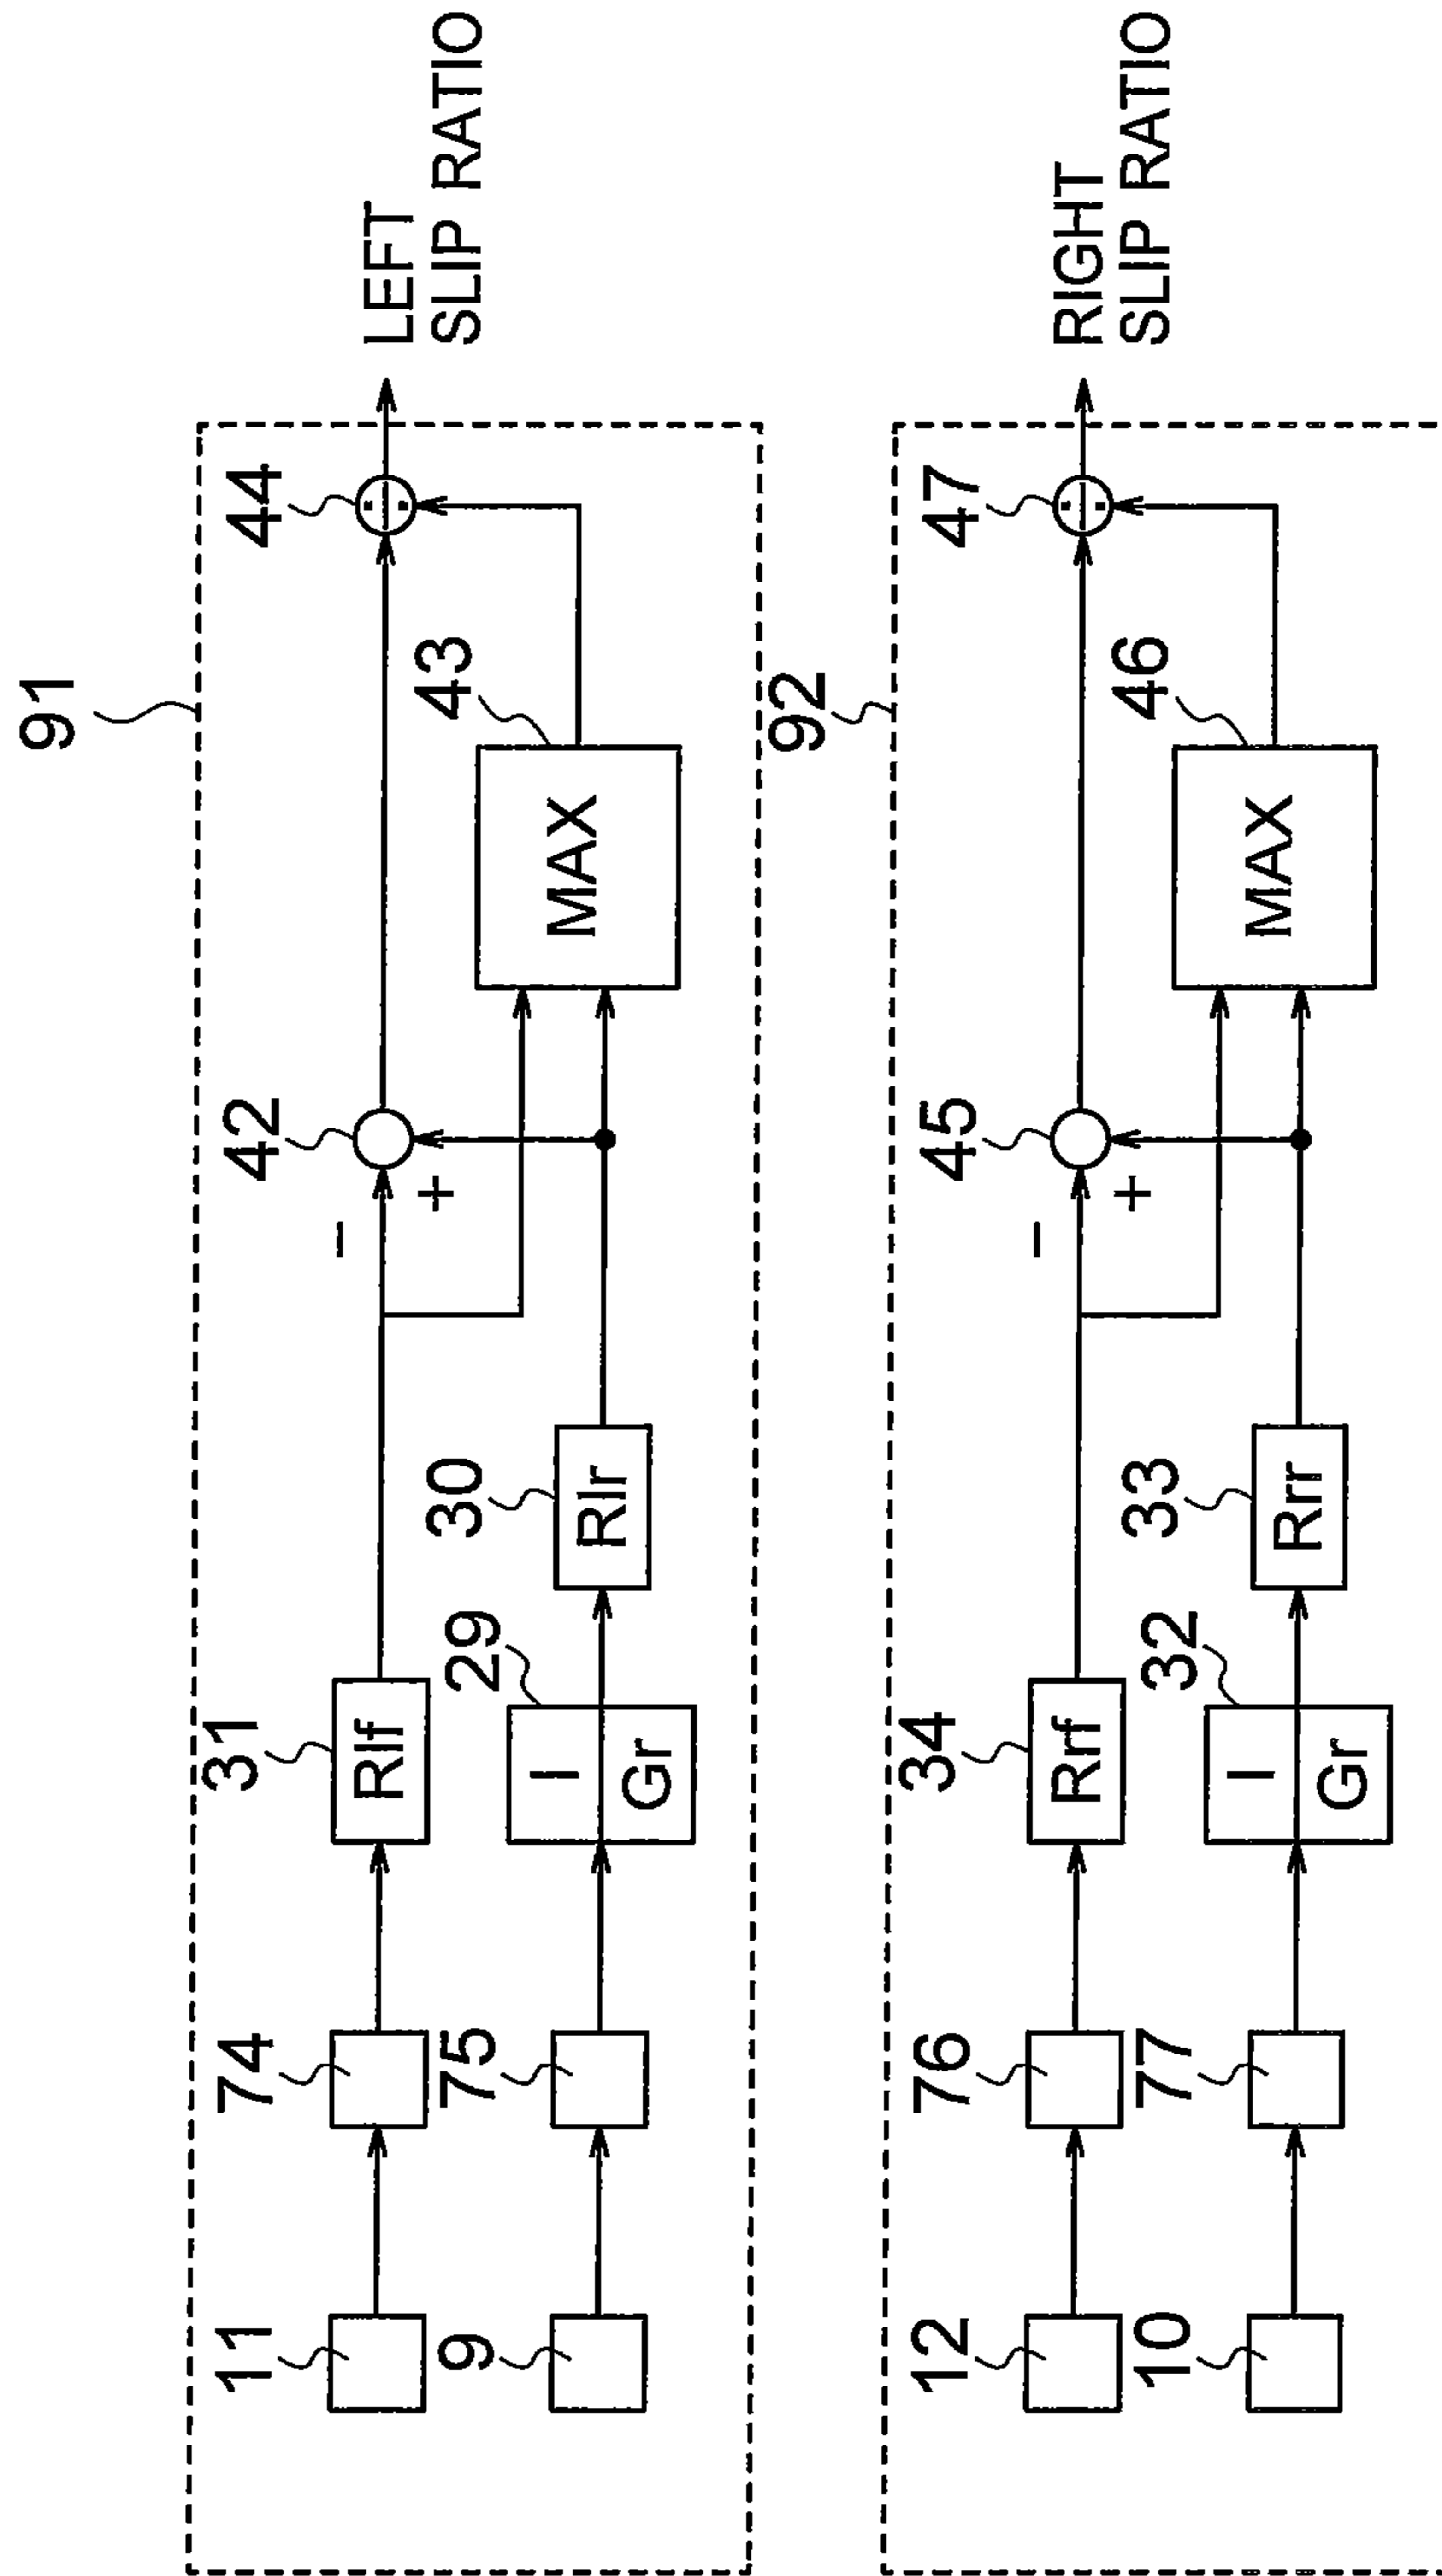 91
42
44
31
74
11
Rlf
−
+
LEFT
SLIP RATIO
43
MAX
30
29
75
9
Rlr
I
Gr
92
45
47
34
76
12
Rrf
−
+
RIGHT
SLIP RATIO
46
MAX
33
32
77
10
Rrr
I
Gr